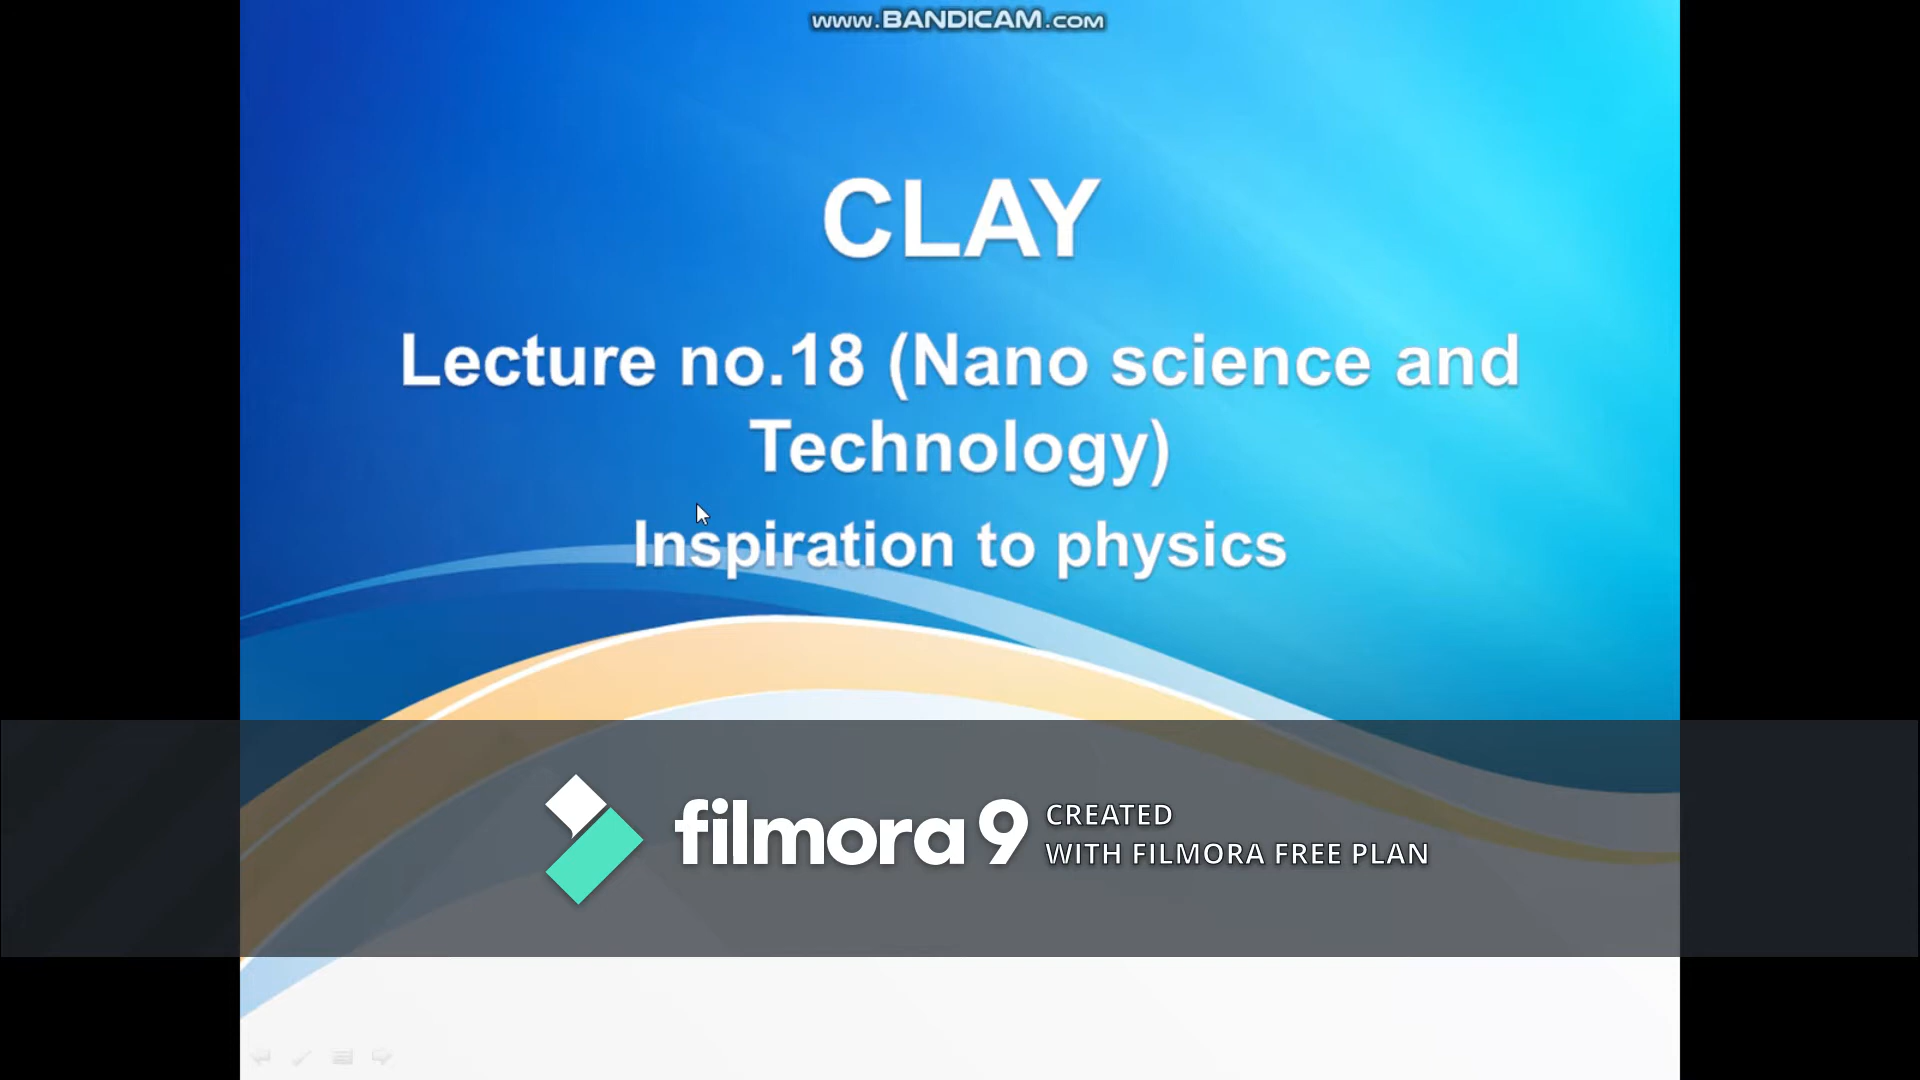 www.BANDICAM.com
CLAY
Lecture no.18 (Nano science and
Technology)
Inspiration to physics
filmora 9
CREATED
WITH FILMORA FREE PLAN